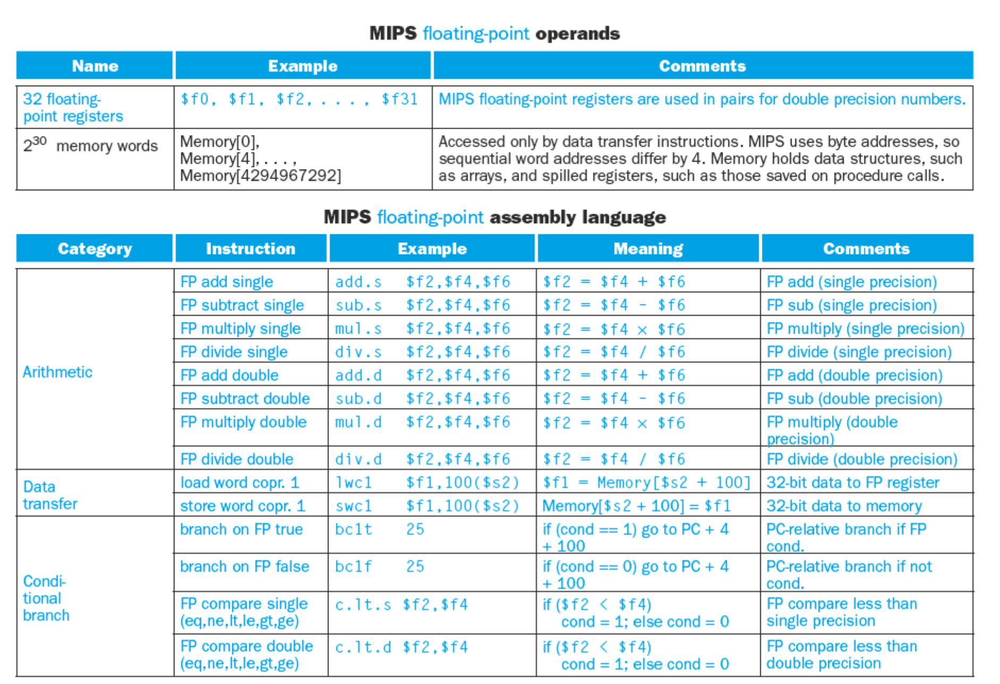 MIPS floating-point operands
Name Example Comments
32 floating-
point registers
$f0, $f1, $f2, . . . , $f31
MIPS floating-point registers are used in pairs for double precision numbers.
2³⁰ memory words
Memory[0],
Memory[4], . . . ,
Memory[4294967292]
Accessed only by data transfer instructions. MIPS uses byte addresses, so
sequential word addresses differ by 4. Memory holds data structures, such
as arrays, and spilled registers, such as those saved on procedure calls.
MIPS floating-point assembly language
Category Instruction Example Meaning Comments
Arithmetic
FP add single add.s $f2,$f4,$f6 $f2 = $f4 + $f6 FP add (single precision)
FP subtract single sub.s $f2,$f4,$f6 $f2 = $f4 - $f6 FP sub (single precision)
FP multiply single mul.s $f2,$f4,$f6 $f2 = $f4 × $f6 FP multiply (single precision)
FP divide single div.s $f2,$f4,$f6 $f2 = $f4 / $f6 FP divide (single precision)
FP add double add.d $f2,$f4,$f6 $f2 = $f4 + $f6 FP add (double precision)
FP subtract double sub.d $f2,$f4,$f6 $f2 = $f4 - $f6 FP sub (double precision)
FP multiply double mul.d $f2,$f4,$f6 $f2 = $f4 × $f6 FP multiply (double
precision)
FP divide double div.d $f2,$f4,$f6 $f2 = $f4 / $f6 FP divide (double precision)
Data
transfer
load word copr. 1 lwc1 $f1,100($s2) $f1 = Memory[$s2 + 100] 32-bit data to FP register
store word copr. 1 swc1 $f1,100($s2) Memory[$s2 + 100] = $f1 32-bit data to memory
Condi-
tional
branch
branch on FP true bc1t 25 if (cond == 1) go to PC + 4 PC-relative branch if FP
+ 100 cond.
branch on FP false bc1f 25 if (cond == 0) go to PC + 4 PC-relative branch if not
+ 100 cond.
FP compare single c.lt.s $f2,$f4 if ($f2 < $f4) FP compare less than
(eq,ne,lt,le,gt,ge) cond = 1; else cond = 0 single precision
FP compare double c.lt.d $f2,$f4 if ($f2 < $f4) FP compare less than
(eq,ne,lt,le,gt,ge) cond = 1; else cond = 0 double precision